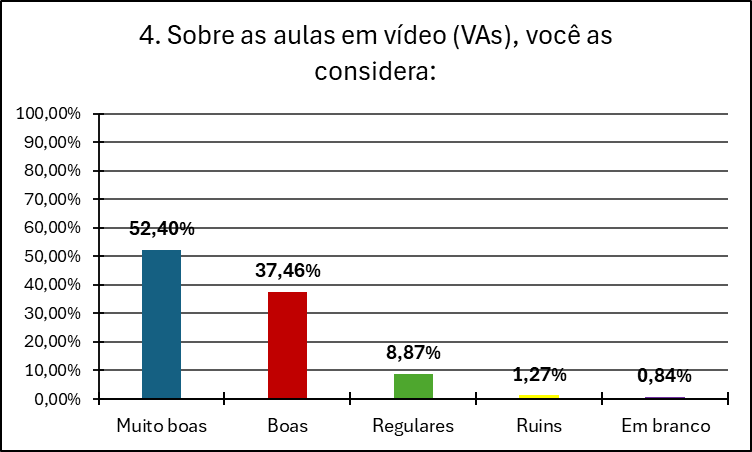 4. Sobre as aulas em vídeo (VAs), você as
considera:
100,00%
90,00%
80,00%
70,00%
60,00%
50,00%
40,00%
30,00%
20,00%
10,00%
0,00%
52,40%
37,46%
8,87%
1,27%
0,84%
Muito boas
Boas
Regulares
Ruins
Em branco